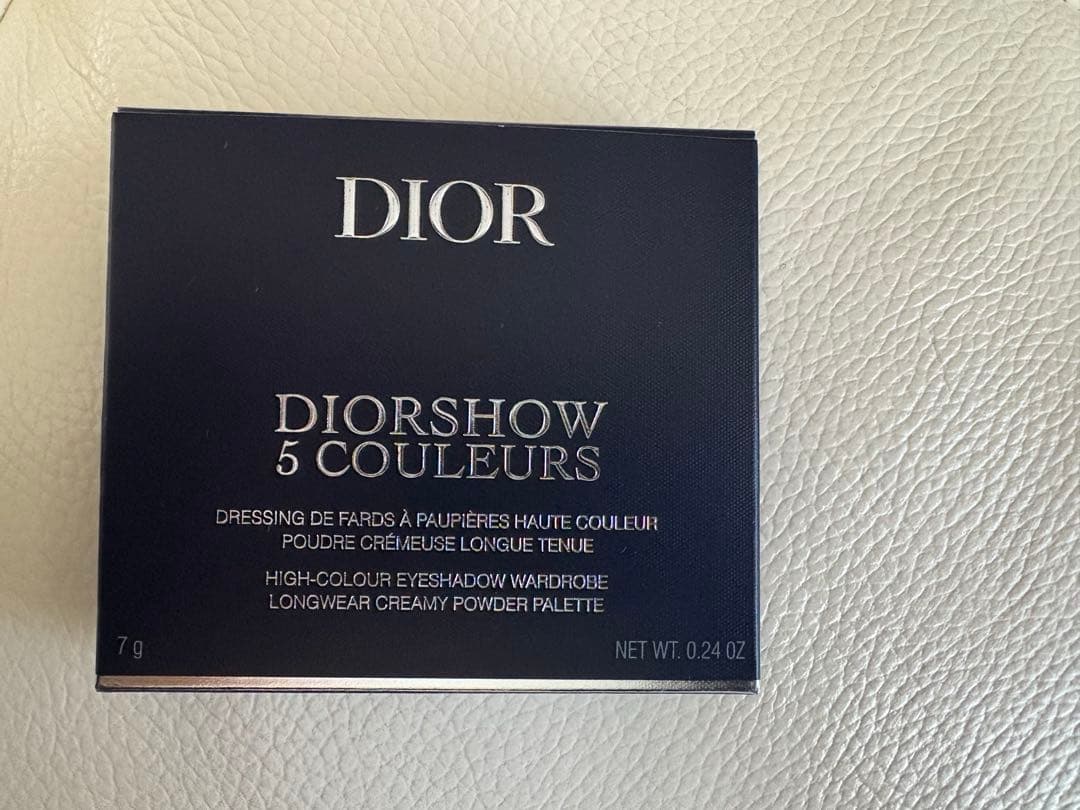 DIOR
DIORSHOW
5 COULEURS
DRESSING DE FARDS À PAUPIÈRES HAUTE COULEUR
POUDRE CRÉMEUSE LONGUE TENUE
HIGH-COLOUR EYESHADOW WARDROBE
LONGWEAR CREAMY POWDER PALETTE
7 g
NET WT. 0.24 OZ